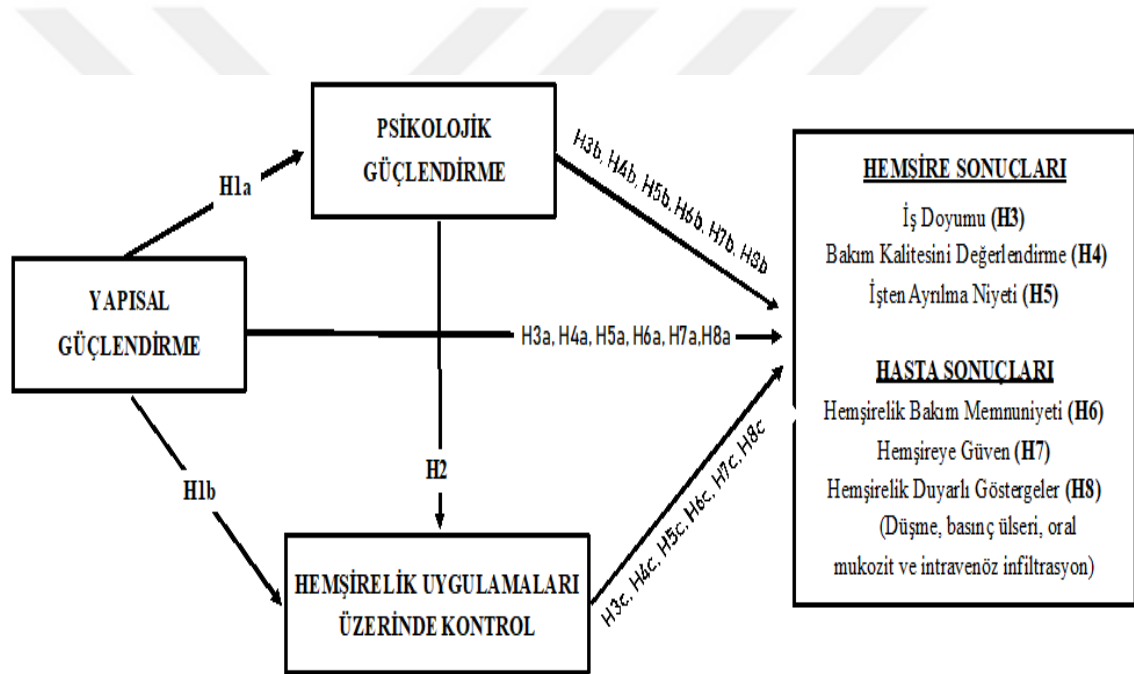 PSİKOLOJİK
GÜÇLENDİRME
H1a
H3b, H4b, H5b, H6b, H7b, H8b
YAPISAL
GÜÇLENDİRME
H3a, H4a, H5a, H6a, H7a,H8a
H1b
H2
HEMŞİRELİK UYGULAMALARI
ÜZERİNDE KONTROL
H3c, H4c, H5c, H6c, H7c, H8c
HEMŞİRE SONUÇLARI
İş Doyumu (H3)
Bakım Kalitesini Değerlendirme (H4)
İşten Ayrılma Niyeti (H5)
HASTA SONUÇLARI
Hemşirelik Bakım Memnuniyeti (H6)
Hemşireye Güven (H7)
Hemşirelik Duyarlı Göstergeler (H8)
(Düşme, basınç ülseri, oral
mukozit ve intravenöz infiltrasyon)